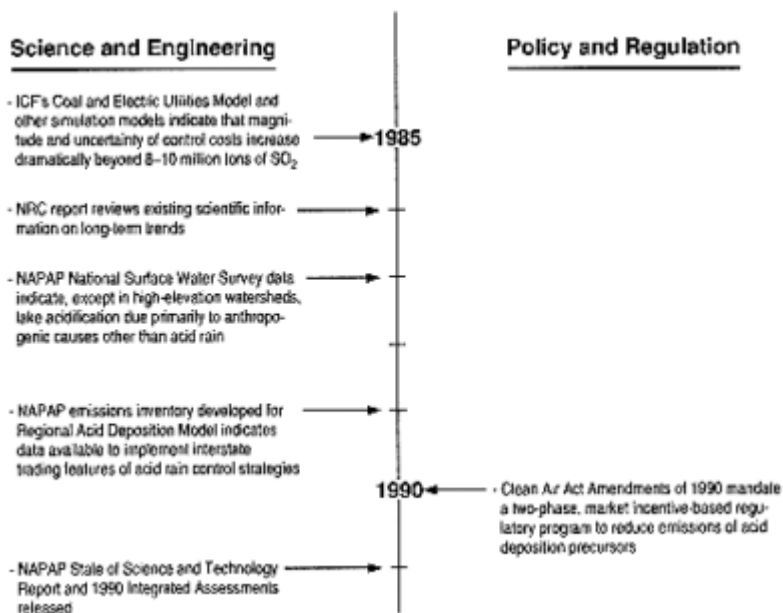 Science and Engineering
Policy and Regulation
- ICF's Coal and Electric Utilities Model and
other simulation models indicate that magni-
tude and uncertainty of control costs increase
dramatically beyond 8–10 million tons of SO2
1985
- NRC report reviews existing scientific infor-
mation on long-term trends
- NAPAP National Surface Water Survey data
indicate, except in high-elevation watersheds,
lake acidification due primarily to anthropo-
genic causes other than acid rain
- NAPAP emissions inventory developed for
Regional Acid Deposition Model indicates
data available to implement interstate
trading features of acid rain control strategies
1990
- Clean Air Act Amendments of 1990 mandate
a two-phase, market incentive-based regu-
latory program to reduce emissions of acid
deposition precursors
- NAPAP State of Science and Technology
Report and 1990 Integrated Assessments
released